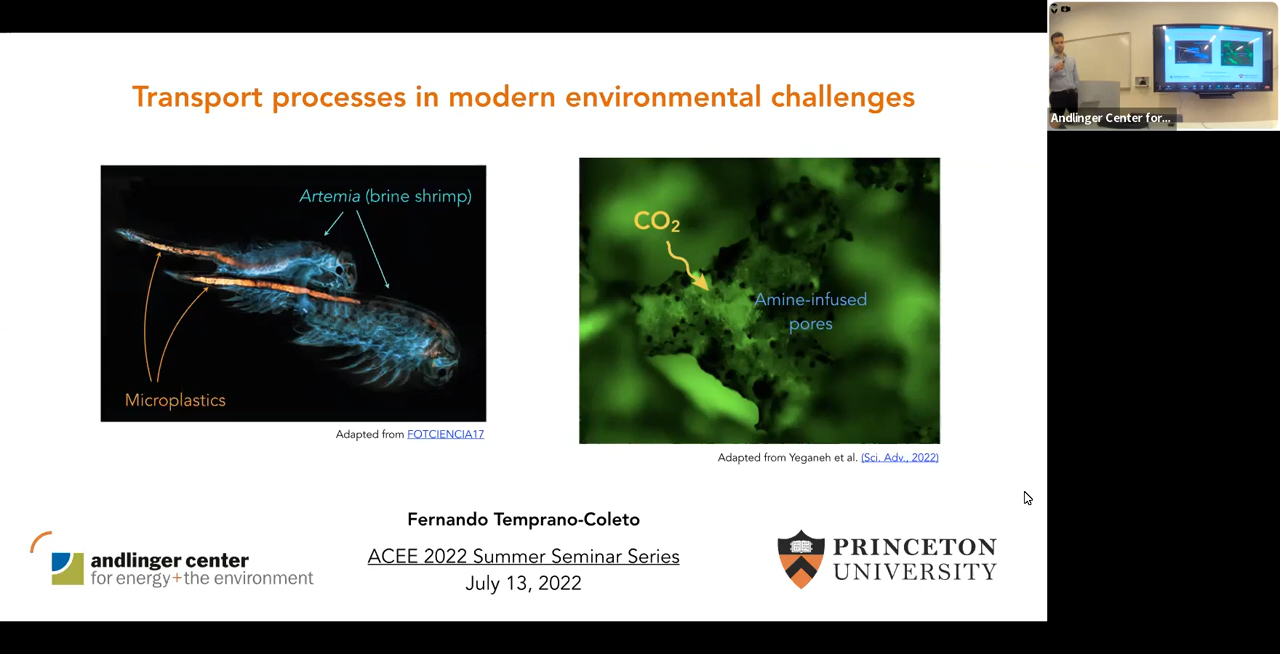 Transport processes in modern environmental challenges
Artemia (brine shrimp)
Microplastics
Adapted from FOTCIENCIA17
CO₂
Amine-infused
pores
Adapted from Yeganeh et al. (Sci. Adv., 2022)
Fernando Temprano-Coleto
ACEE 2022 Summer Seminar Series
July 13, 2022
andlinger center
for energy+the environment
PRINCETON
UNIVERSITY
Andlinger Center for...